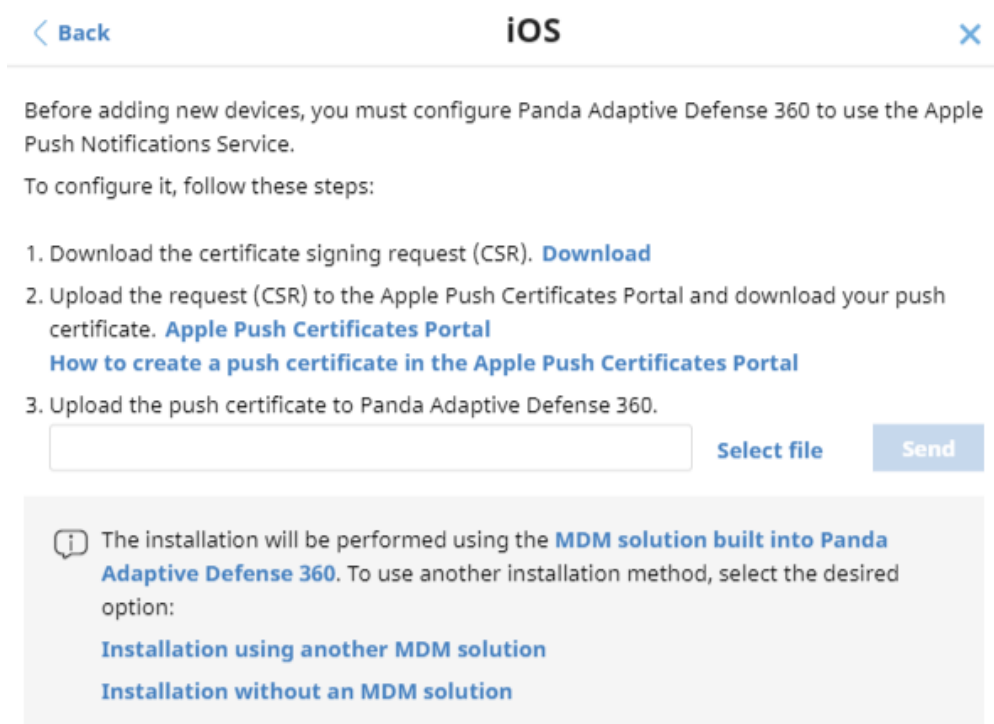 Back
iOS
Before adding new devices, you must configure Panda Adaptive Defense 360 to use the Apple
Push Notifications Service.
To configure it, follow these steps:
1. Download the certificate signing request (CSR). Download
2. Upload the request (CSR) to the Apple Push Certificates Portal and download your push
certificate. Apple Push Certificates Portal
How to create a push certificate in the Apple Push Certificates Portal
3. Upload the push certificate to Panda Adaptive Defense 360.
Select file
Send
The installation will be performed using the MDM solution built into Panda
Adaptive Defense 360. To use another installation method, select the desired
option:
Installation using another MDM solution
Installation without an MDM solution